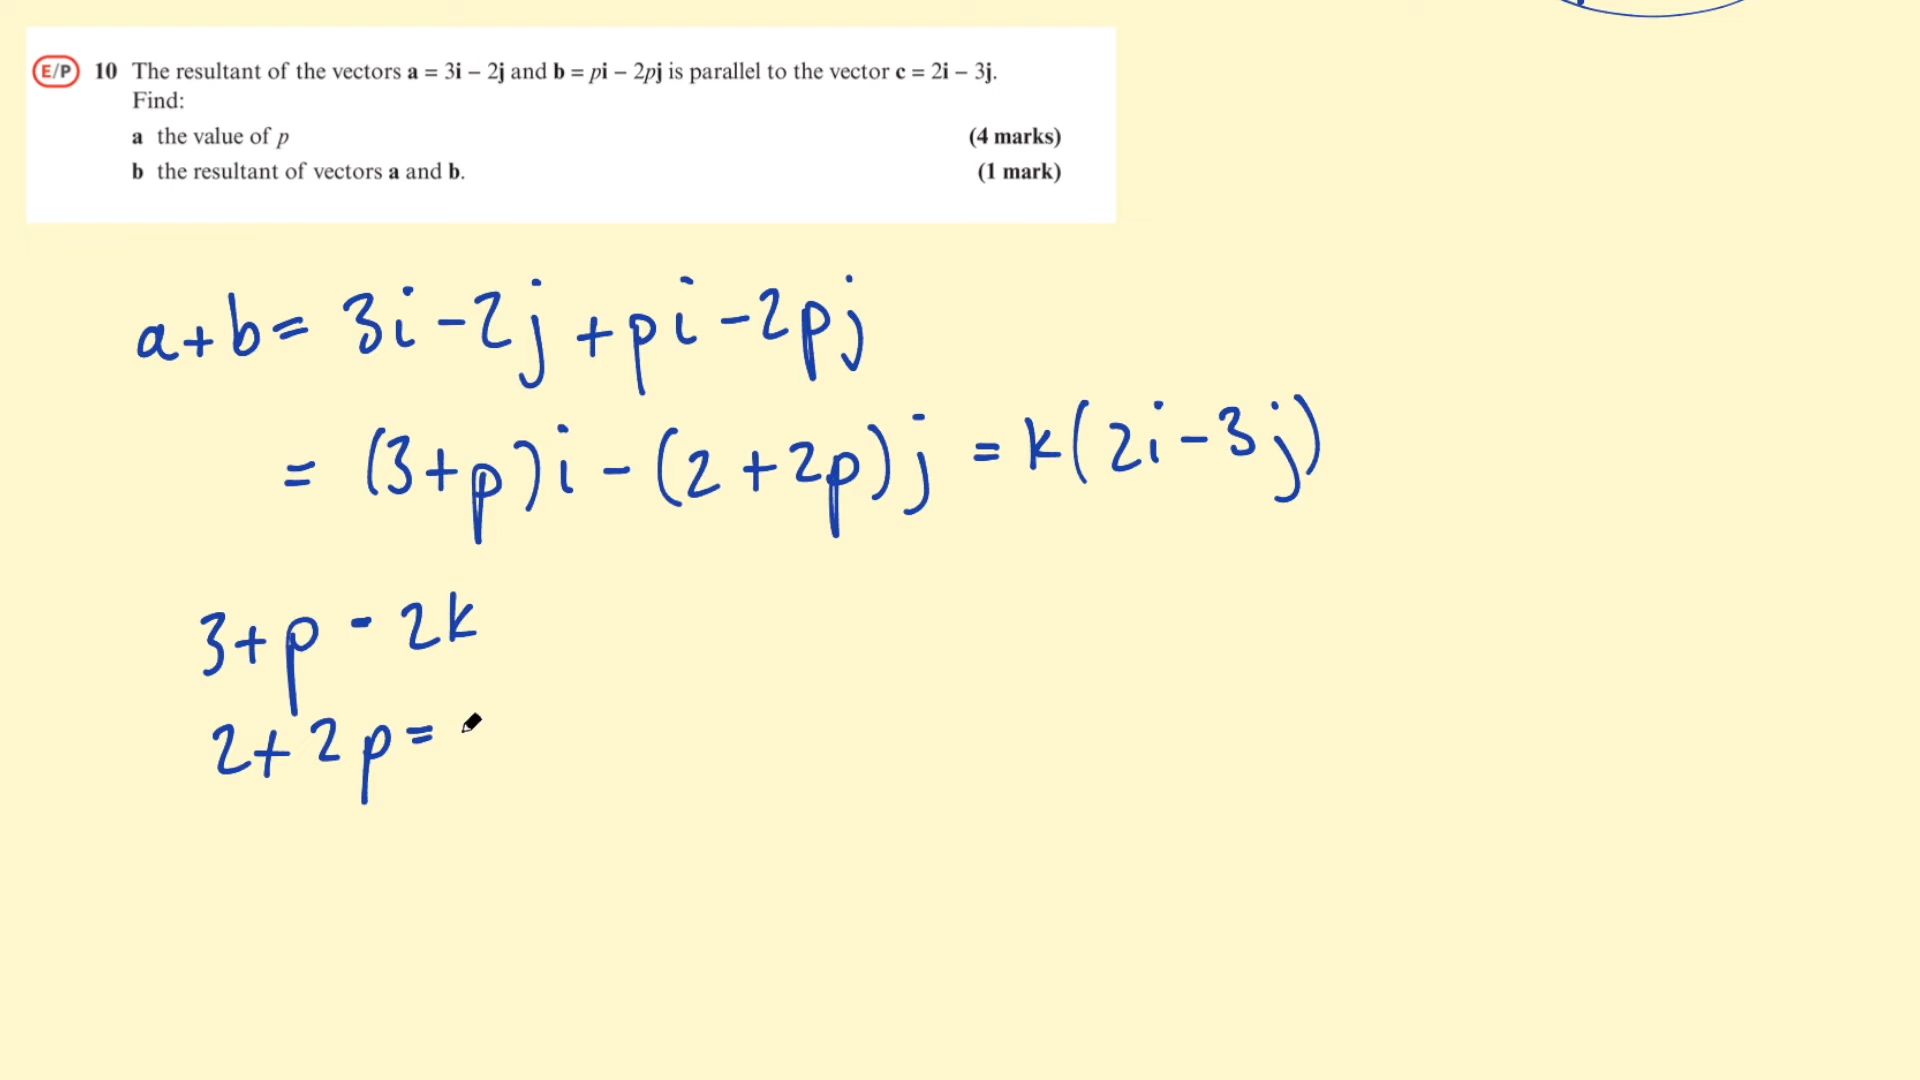 E/P 10 The resultant of the vectors a = 3i – 2j and b = pi – 2pj is parallel to the vector c = 2i – 3j.
Find:
a the value of p (4 marks)
b the resultant of vectors a and b. (1 mark)
a+b= 3i-2j+pi-2pj
= (3+p)i-(2+2p)j = k(2i-3j)
3+p - 2k
2+2p=